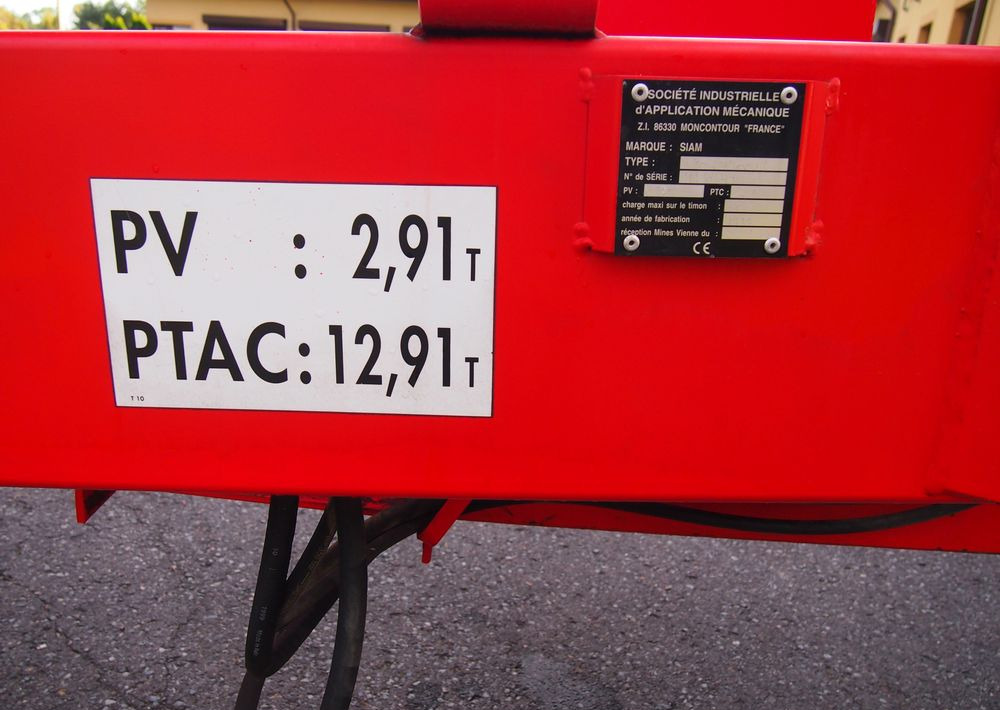 PV : 2,91 T
PTAC : 12,91 T
T 10
SOCIÉTÉ INDUSTRIELLE
d'APPLICATION MÉCANIQUE
Z.I. 86330 MONCONTOUR "FRANCE"
MARQUE : SIAM
TYPE :
N° de SÉRIE :
PV : PTC :
charge maxi sur le timon :
année de fabrication :
réception Mines Vienne du :
CE